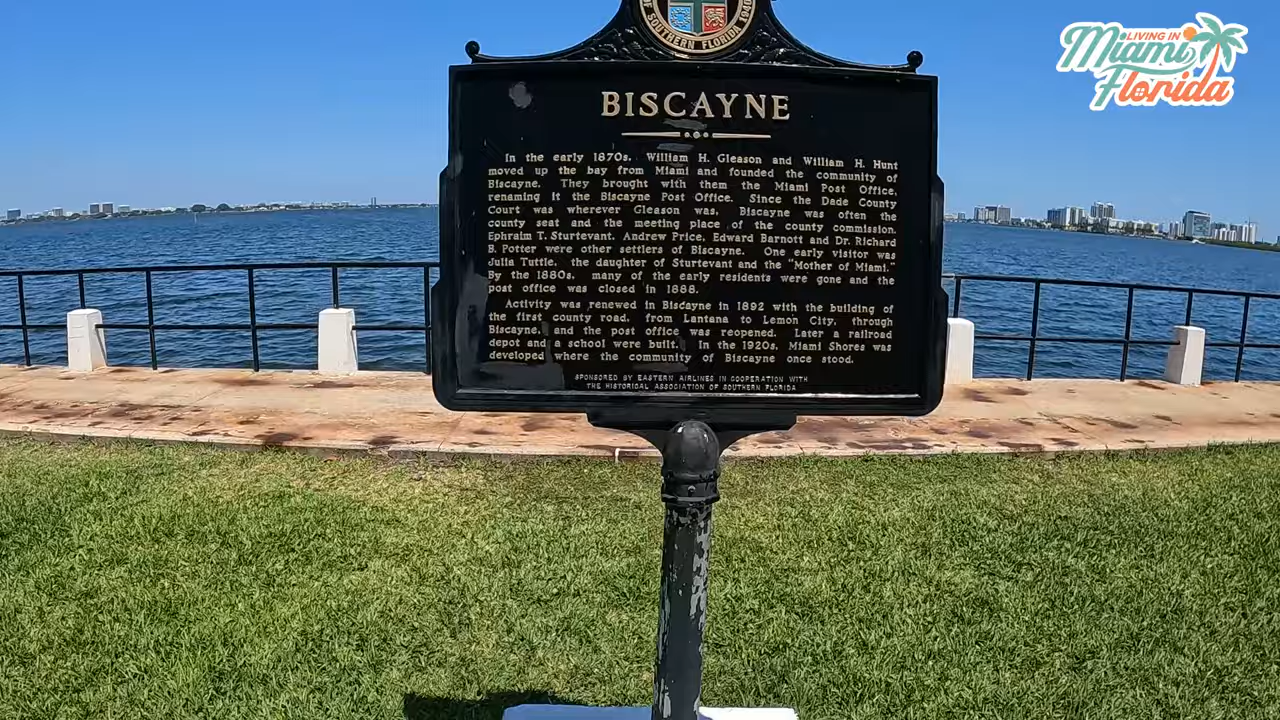 OF SOUTHERN FLORIDA 1940
LIVING IN
Miami
Florida
BISCAYNE
In the early 1870s, William H. Gleason and William H. Hunt
moved up the bay from Miami and founded the community of
Biscayne. They brought with them the Miami Post Office,
renaming it the Biscayne Post Office. Since the Dade County
Court was wherever Gleason was, Biscayne was often the
county seat and the meeting place of the county commission.
Ephraim T. Sturtevant, Andrew Price, Edward Barnott and Dr. Richard
B. Potter were other settlers of Biscayne. One early visitor was
Julia Tuttle, the daughter of Sturtevant and the "Mother of Miami."
By the 1880s, many of the early residents were gone and the
post office was closed in 1888.
Activity was renewed in Biscayne in 1892 with the building of
the first county road, from Lantana to Lemon City, through
Biscayne, and the post office was reopened. Later a railroad
depot and a school were built. In the 1920s, Miami Shores was
developed where the community of Biscayne once stood.
SPONSORED BY EASTERN AIRLINES IN COOPERATION WITH
THE HISTORICAL ASSOCIATION OF SOUTHERN FLORIDA